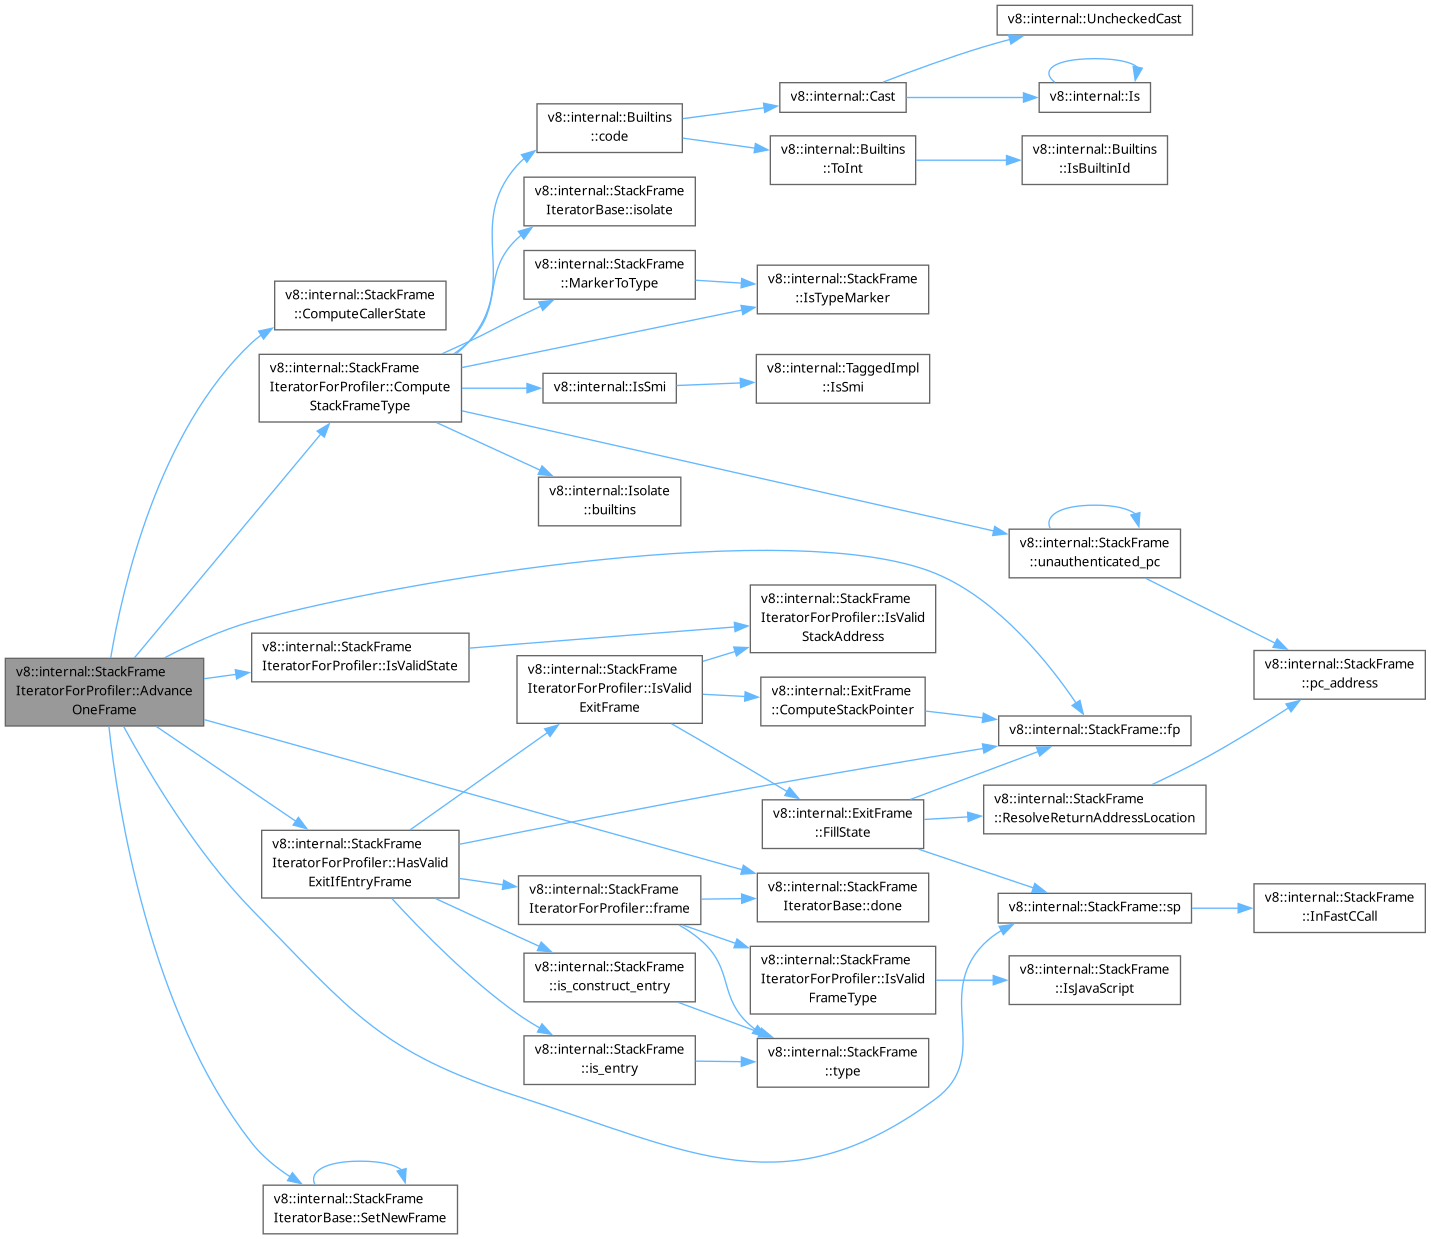 v8::internal::UncheckedCast
v8::internal::Cast
v8::internal::Is
v8::internal::Builtins
::code
v8::internal::Builtins
::ToInt
v8::internal::Builtins
::IsBuiltinId
v8::internal::StackFrame
IteratorBase::isolate
v8::internal::StackFrame
::MarkerToType
v8::internal::StackFrame
::IsTypeMarker
v8::internal::StackFrame
::ComputeCallerState
v8::internal::StackFrame
IteratorForProfiler::Compute
StackFrameType
v8::internal::IsSmi
v8::internal::TaggedImpl
::IsSmi
v8::internal::Isolate
::builtins
v8::internal::StackFrame
::unauthenticated_pc
v8::internal::StackFrame
IteratorForProfiler::IsValid
StackAddress
v8::internal::StackFrame
IteratorForProfiler::IsValidState
v8::internal::StackFrame
::pc_address
v8::internal::StackFrame
IteratorForProfiler::Advance
OneFrame
v8::internal::StackFrame
IteratorForProfiler::IsValid
ExitFrame
v8::internal::ExitFrame
::ComputeStackPointer
v8::internal::StackFrame::fp
v8::internal::ExitFrame
::FillState
v8::internal::StackFrame
::ResolveReturnAddressLocation
v8::internal::StackFrame
IteratorForProfiler::HasValid
ExitIfEntryFrame
v8::internal::StackFrame
IteratorForProfiler::frame
v8::internal::StackFrame
IteratorBase::done
v8::internal::StackFrame::sp
v8::internal::StackFrame
::InFastCCall
v8::internal::StackFrame
::is_construct_entry
v8::internal::StackFrame
IteratorForProfiler::IsValid
FrameType
v8::internal::StackFrame
::IsJavaScript
v8::internal::StackFrame
::is_entry
v8::internal::StackFrame
::type
v8::internal::StackFrame
IteratorBase::SetNewFrame